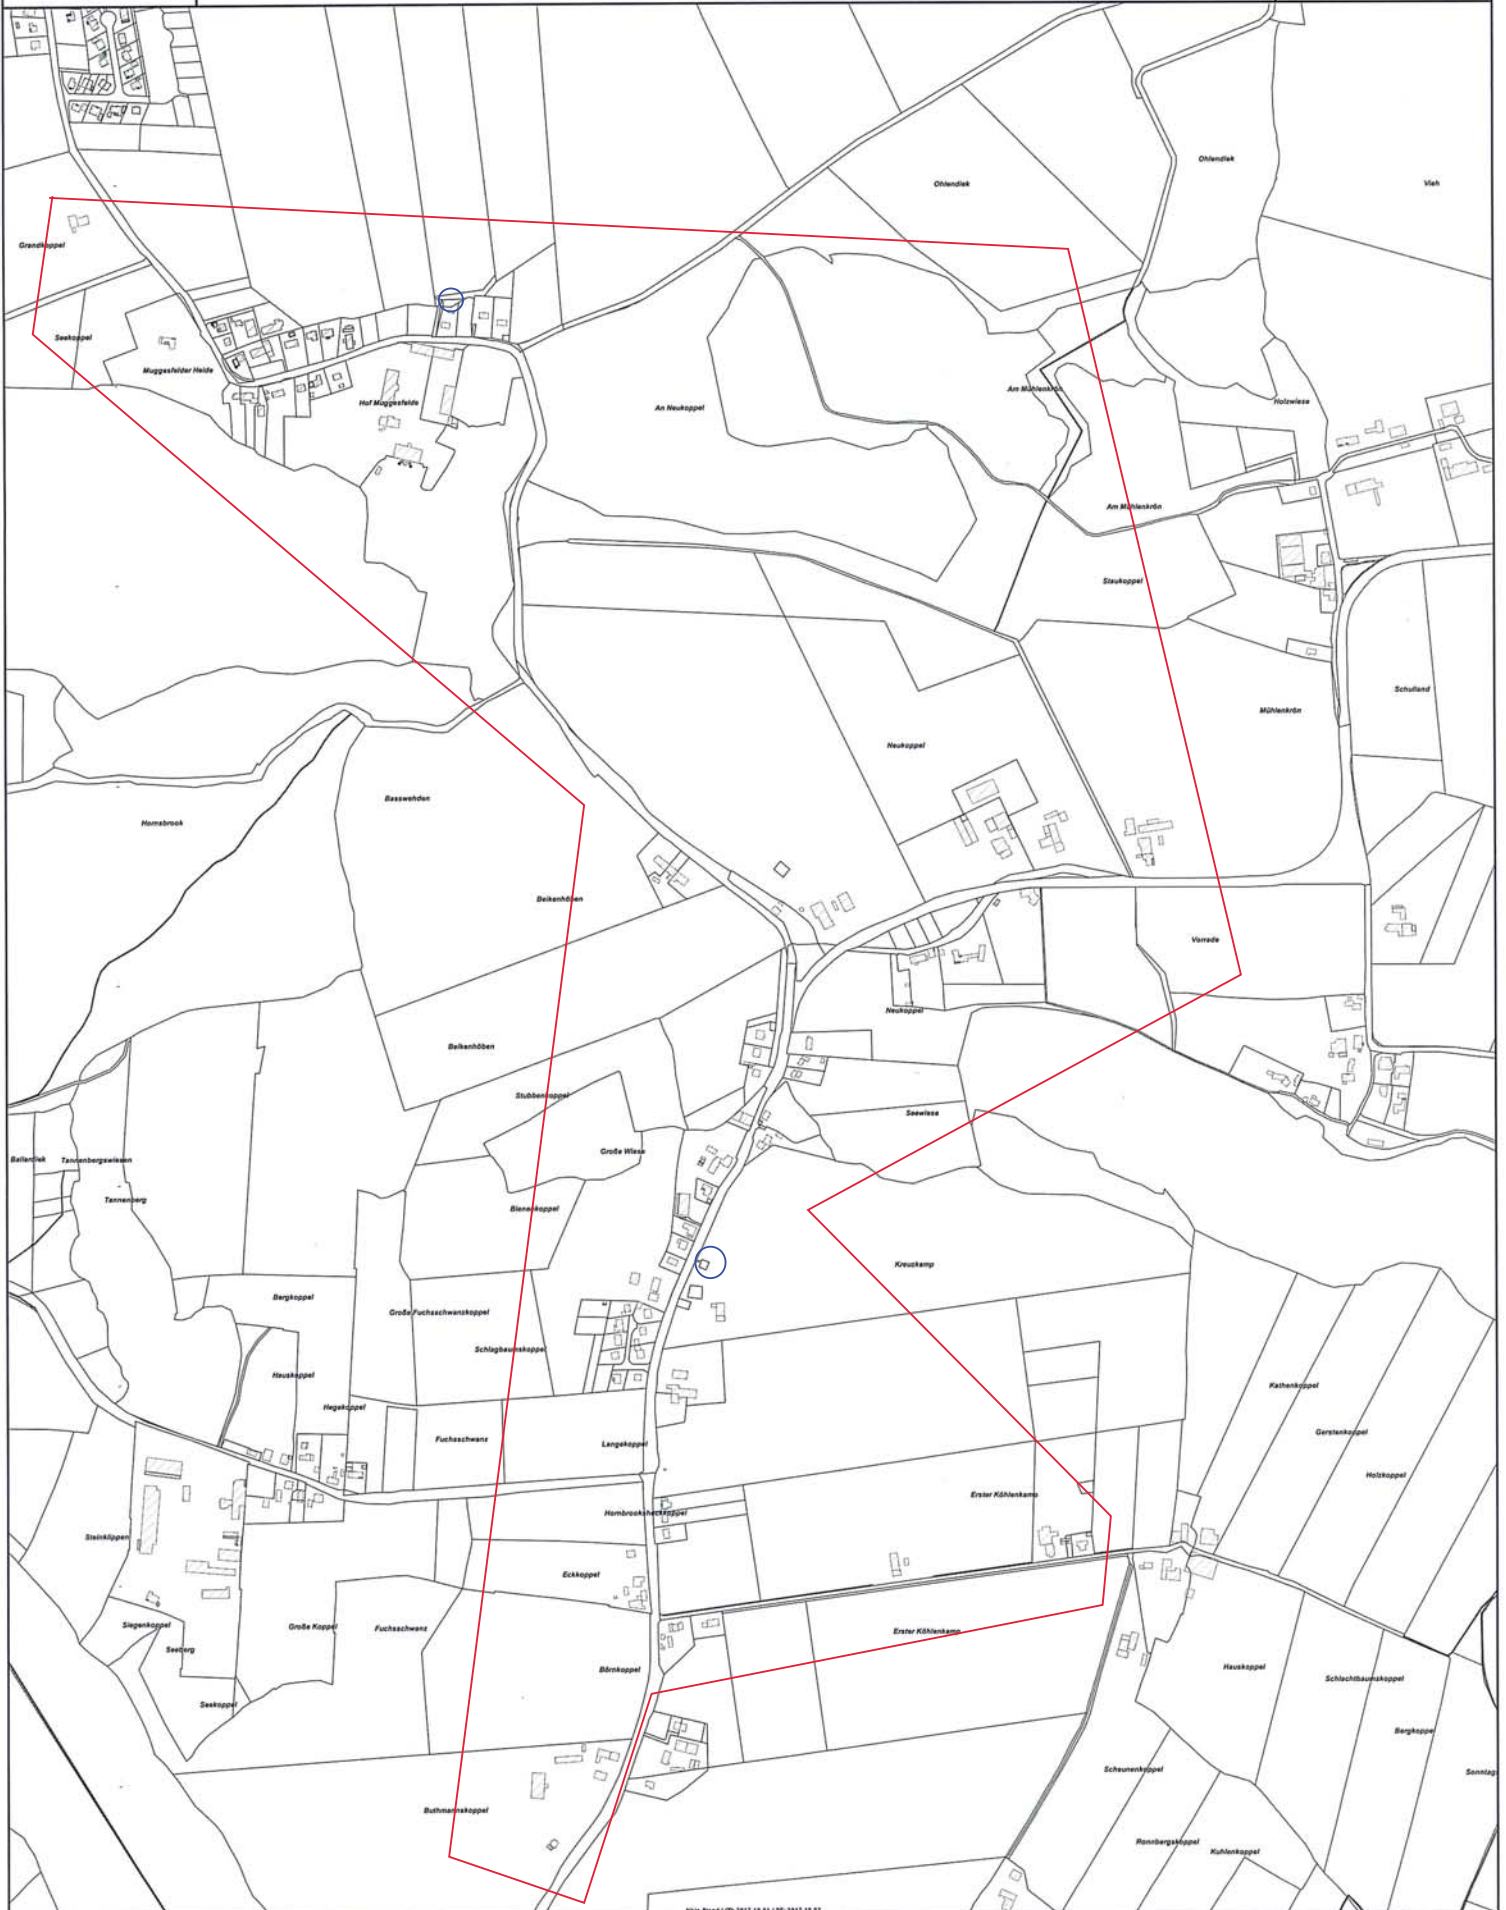 Ohlendiek
Ohlendiek
Vieh
Grandkoppel
Seekoppel
Muggesfelder Heide
Hof Muggesfelde
An Neukoppel
Am Mühlenkrön
Holzwiese
Am Mühlenkrön
Staukoppel
Schulland
Mühlenkrön
Neukoppel
Basswehden
Hornsbrook
Beikenhöben
Vorrade
Neukoppel
Beikenhöben
Stubbenkoppel
Seewiese
Große Wiese
Ballerdiek
Tannenbergswiesen
Tannenberg
Bienenkoppel
Kreuzkamp
Bergkoppel
Große Fuchsschwanzkoppel
Schlagbaumskoppel
Hauskoppel
Kathenkoppel
Hegekoppel
Gerstenkoppel
Fuchsschwanz
Langekoppel
Holzkoppel
Erster Köhlenkamp
Hornbrooksheckkoppel
Steinklippen
Eckkoppel
Siegenkoppel
Große Koppel
Fuchsschwanz
Erster Köhlenkamp
Seeberg
Börnkoppel
Hauskoppel
Schlachtbaumskoppel
Seekoppel
Bergkoppel
Scheunenkoppel
Sonntags
Buthmannskoppel
Ronnbergskoppel
Kuhlenkoppel